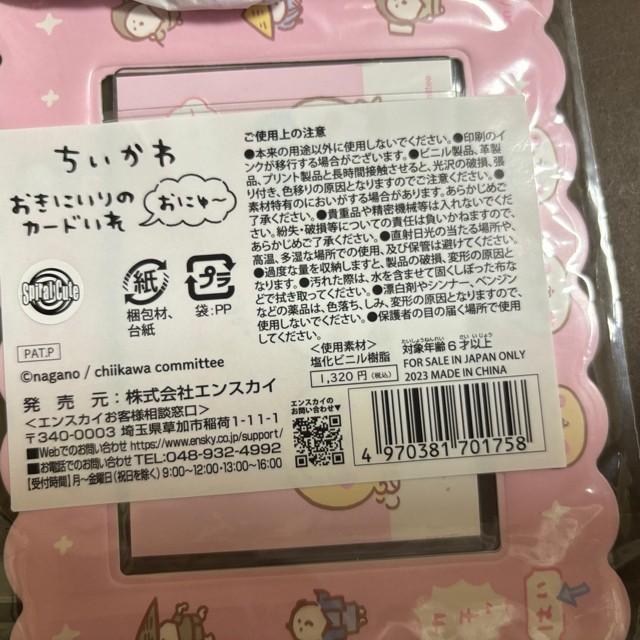 ちいかわ
おきにいりの
カードいれ
おにゅ〜
紙
梱包材、
台紙
プラ
袋：PP
PAT.P
©nagano / chiikawa committee
発売元：株式会社エンスカイ
＜エンスカイお客様相談窓口＞
〒340-0003 埼玉県草加市稲荷1-11-1
■Webでのお問い合わせ https://www.ensky.co.jp/support/
■お電話でのお問い合わせ TEL:048-932-4992
【受付時間】月〜金曜日（祝日を除く）9:00〜12:00・13:00〜16:00
ご使用上の注意
●本来の用途以外に使用しないでください。●印刷のイ
ンクが移行する場合がございます。●ビニル製品、革製
品、プリント製品と長時間接触させると、光沢の破損、張
り付き、色移りの原因となりますのでご注意ください。●
素材特有のにおいがする場合があります。あらかじめご
了承ください。●貴重品や精密機械等は入れないでくだ
さい。紛失・破損等についての責任は負いかねますので、
あらかじめご了承ください。●直射日光の当たる場所や、
高温、多湿な場所での使用、及び保管は避けてください。
●過度な量を収納しますと、製品の破損、変形の原因とな
ります。●汚れた際は、水を含ませて固くしぼった布な
どで拭き取ってください。●漂白剤やシンナー、ベンジン
などの薬品は、色落ち、しみ、変形の原因となりますので、
使用しないでください。●保護者の目の届く場所で使用
してください。
＜使用素材＞
塩化ビニル樹脂
1,320円（税込）
対象年齢6才以上
たいしょうねんれい さい いじょう
FOR SALE IN JAPAN ONLY
2023 MADE IN CHINA
エンスカイの
お問い合わせ▼
4 970381 701758
ガチッ
はい